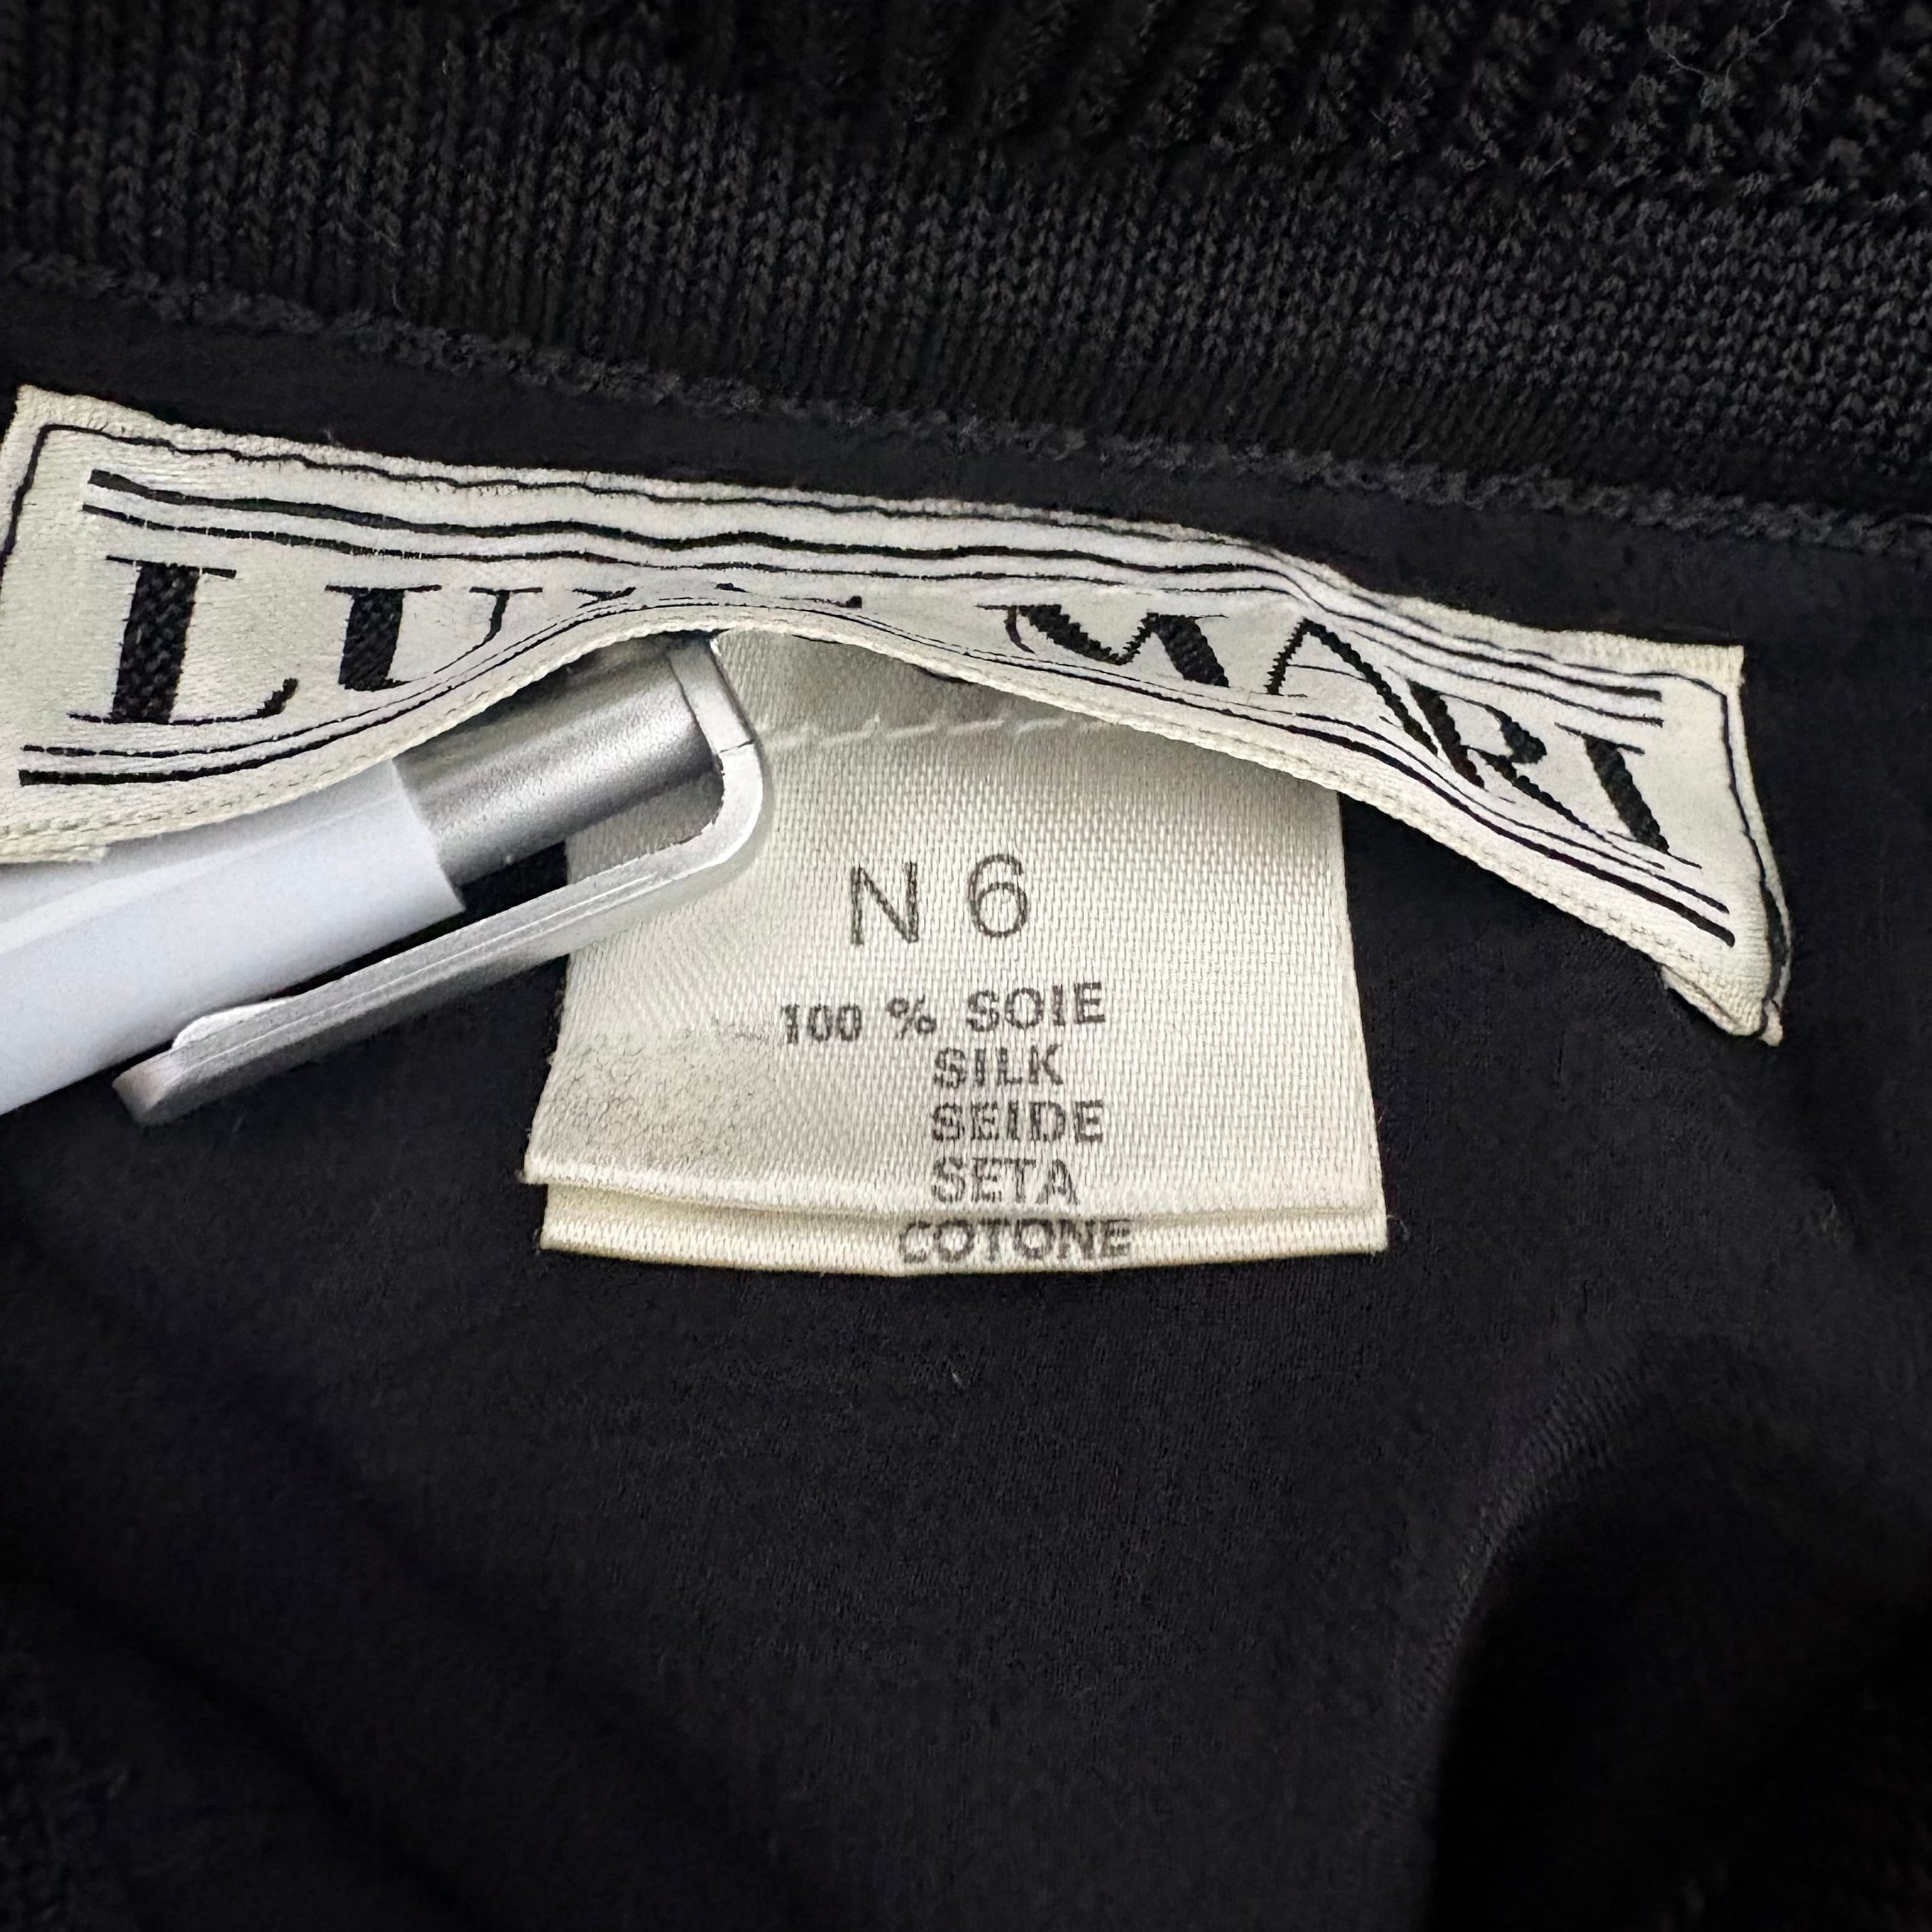 N 6
100 % SOIE
SILK
SEIDE
SETA
COTONE